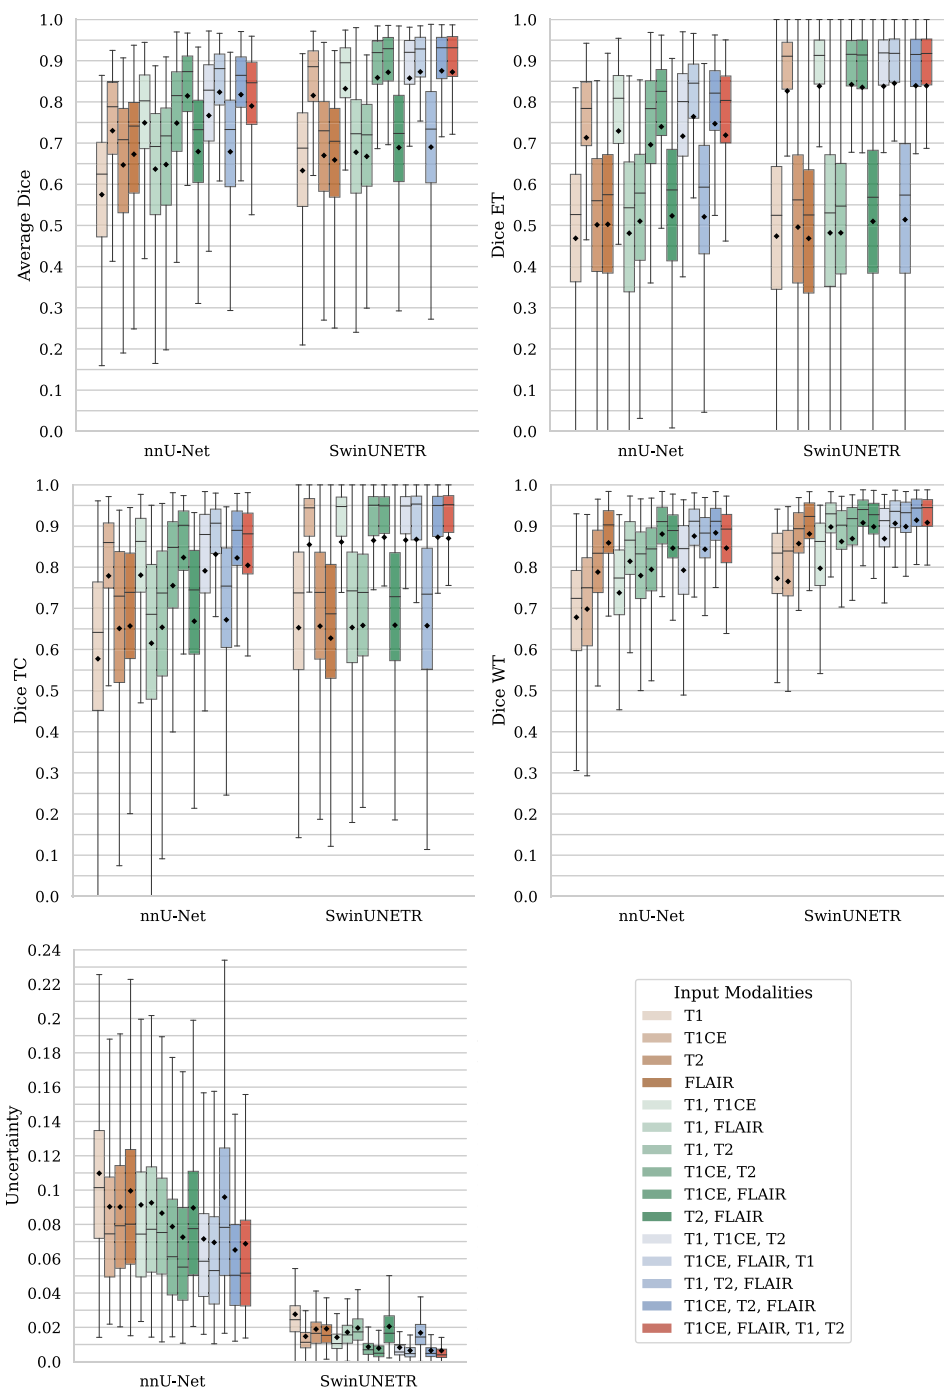 1.0
0.9
0.8
0.7
0.6
0.5
0.4
0.3
0.2
0.1
0.0
Average Dice
nnU-Net
SwinUNETR
1.0
0.9
0.8
0.7
0.6
0.5
0.4
0.3
0.2
0.1
0.0
Dice ET
nnU-Net
SwinUNETR
1.0
0.9
0.8
0.7
0.6
0.5
0.4
0.3
0.2
0.1
0.0
Dice TC
nnU-Net
SwinUNETR
1.0
0.9
0.8
0.7
0.6
0.5
0.4
0.3
0.2
0.1
0.0
Dice WT
nnU-Net
SwinUNETR
0.24
0.22
0.2
0.18
0.16
0.14
0.12
0.1
0.08
0.06
0.04
0.02
0.0
Uncertainty
nnU-Net
SwinUNETR
Input Modalities
T1
T1CE
T2
FLAIR
T1, T1CE
T1, FLAIR
T1, T2
T1CE, T2
T1CE, FLAIR
T2, FLAIR
T1, T1CE, T2
T1CE, FLAIR, T1
T1, T2, FLAIR
T1CE, T2, FLAIR
T1CE, FLAIR, T1, T2